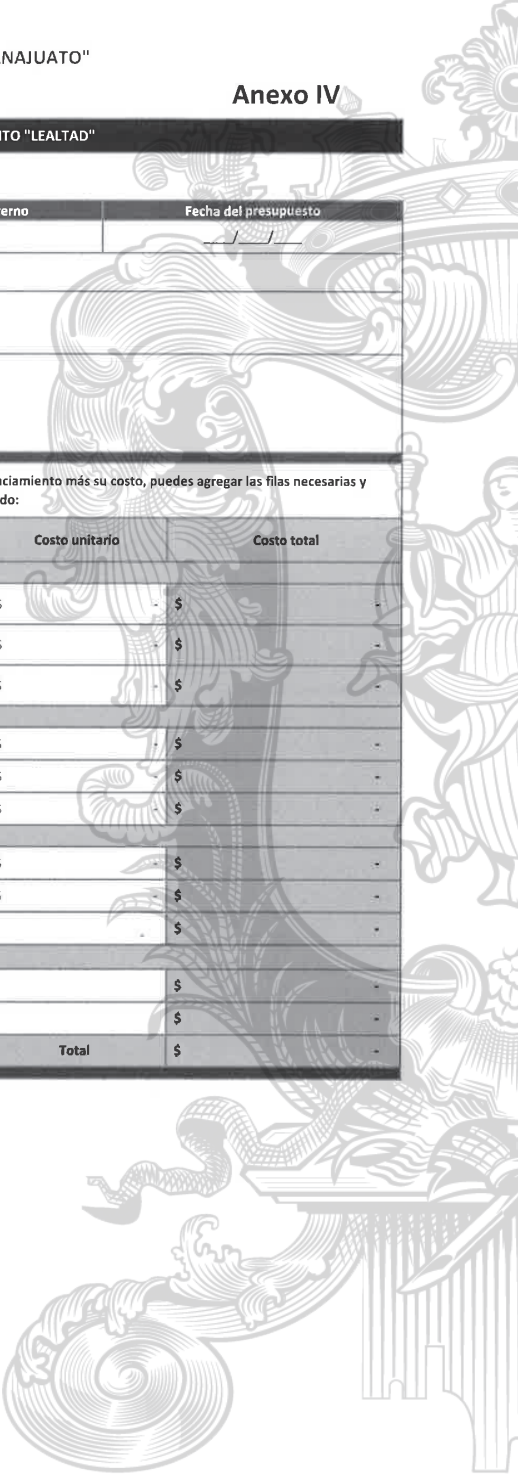 NAJUATO"
Anexo IV
NTO "LEALTAD"
erno Fecha del presupuesto
___/___/___
ciamiento más su costo, puedes agregar las filas necesarias y
do:
Costo unitario Costo total
$ - $ -
$ - $ -
$ - $ -
$ - $ -
$ - $ -
$ - $ -
$ - $ -
$ - $ -
- $ -
$ -
$ -
Total $ -